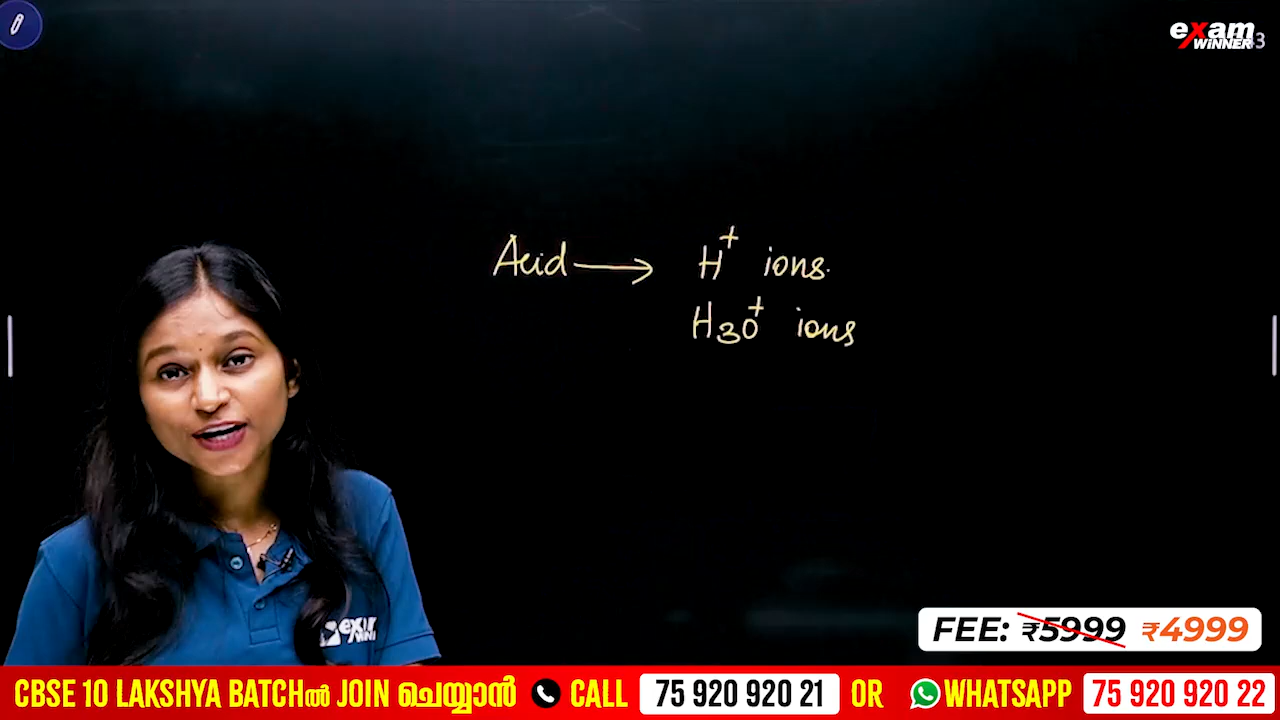 exam
WiNNER
Acid → H⁺ ions.
H₃O⁺ ions
exam
FEE: ₹5999 ₹4999
CBSE 10 LAKSHYA BATCHൽ JOIN ചെയ്യാൻ CALL 75 920 920 21 OR WHATSAPP 75 920 920 22